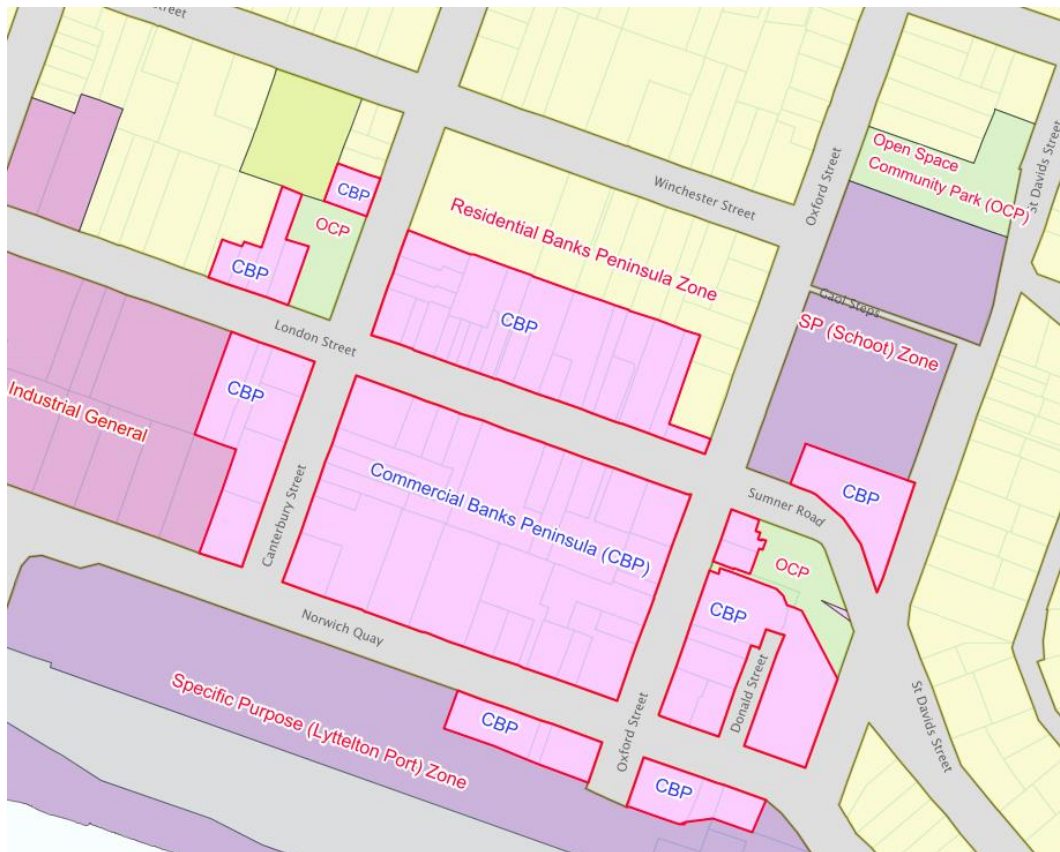 Street
CBP
OCP
CBP
Open Space
Community Park (OCP)
Oxford Street
St Davids Street
Winchester Street
Residential Banks Peninsula Zone
CBP
London Street
Gaol Steps
SP (School) Zone
CBP
Industrial General
Commercial Banks Peninsula (CBP)
Canterbury Street
CBP
Sumner Road
OCP
CBP
Norwich Quay
Donald Street
Specific Purpose (Lyttelton Port) Zone
CBP
Oxford Street
St Davids Street
CBP